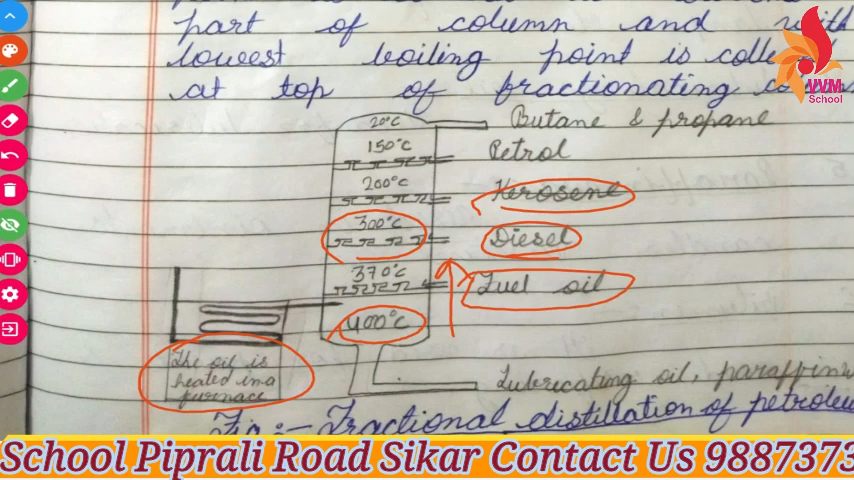 part of column and with
lowest boiling point is colle
at top of fractionating
VVM
School
20°C Butane & propane
150°C Petrol
200°C Kerosene
300°C Diesel
370°C Fuel oil
400°C
The oil is
heated in a
furnace
Lubricating oil, paraffin
Fig:- Fractional distillation of petroleu
School Piprali Road Sikar Contact Us 9887373